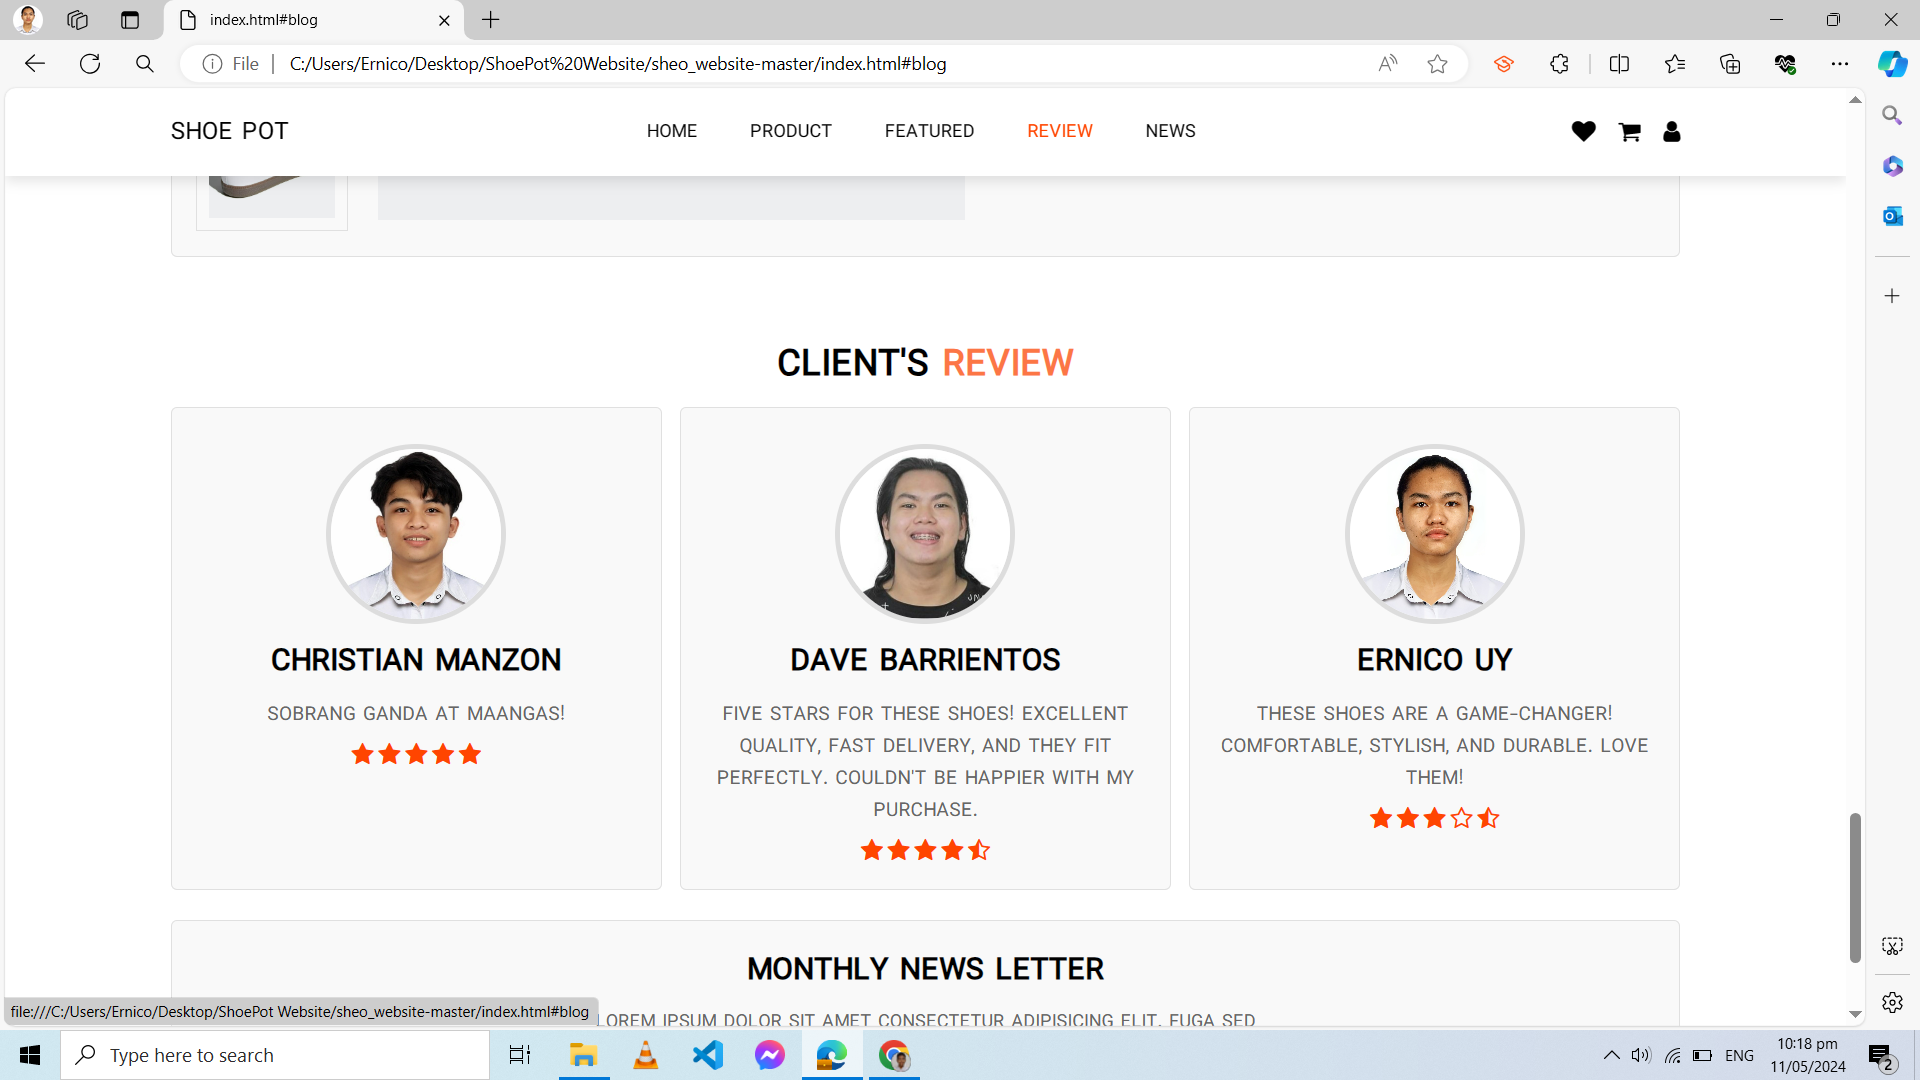 index.html#blog
File
C:/Users/Ernico/Desktop/ShoePot%20Website/sheo_website-master/index.html#blog
SHOE POT
HOME
PRODUCT
FEATURED
REVIEW
NEWS
CLIENT'S REVIEW
CHRISTIAN MANZON
SOBRANG GANDA AT MAANGAS!
DAVE BARRIENTOS
FIVE STARS FOR THESE SHOES! EXCELLENT
QUALITY, FAST DELIVERY, AND THEY FIT
PERFECTLY. COULDN'T BE HAPPIER WITH MY
PURCHASE.
ERNICO UY
THESE SHOES ARE A GAME-CHANGER!
COMFORTABLE, STYLISH, AND DURABLE. LOVE
THEM!
MONTHLY NEWS LETTER
LOREM IPSUM DOLOR SIT AMET CONSECTETUR ADIPISICING ELIT. FUGA SED
file:///C:/Users/Ernico/Desktop/ShoePot Website/sheo_website-master/index.html#blog
Type here to search
ENG
10:18 pm
11/05/2024
2